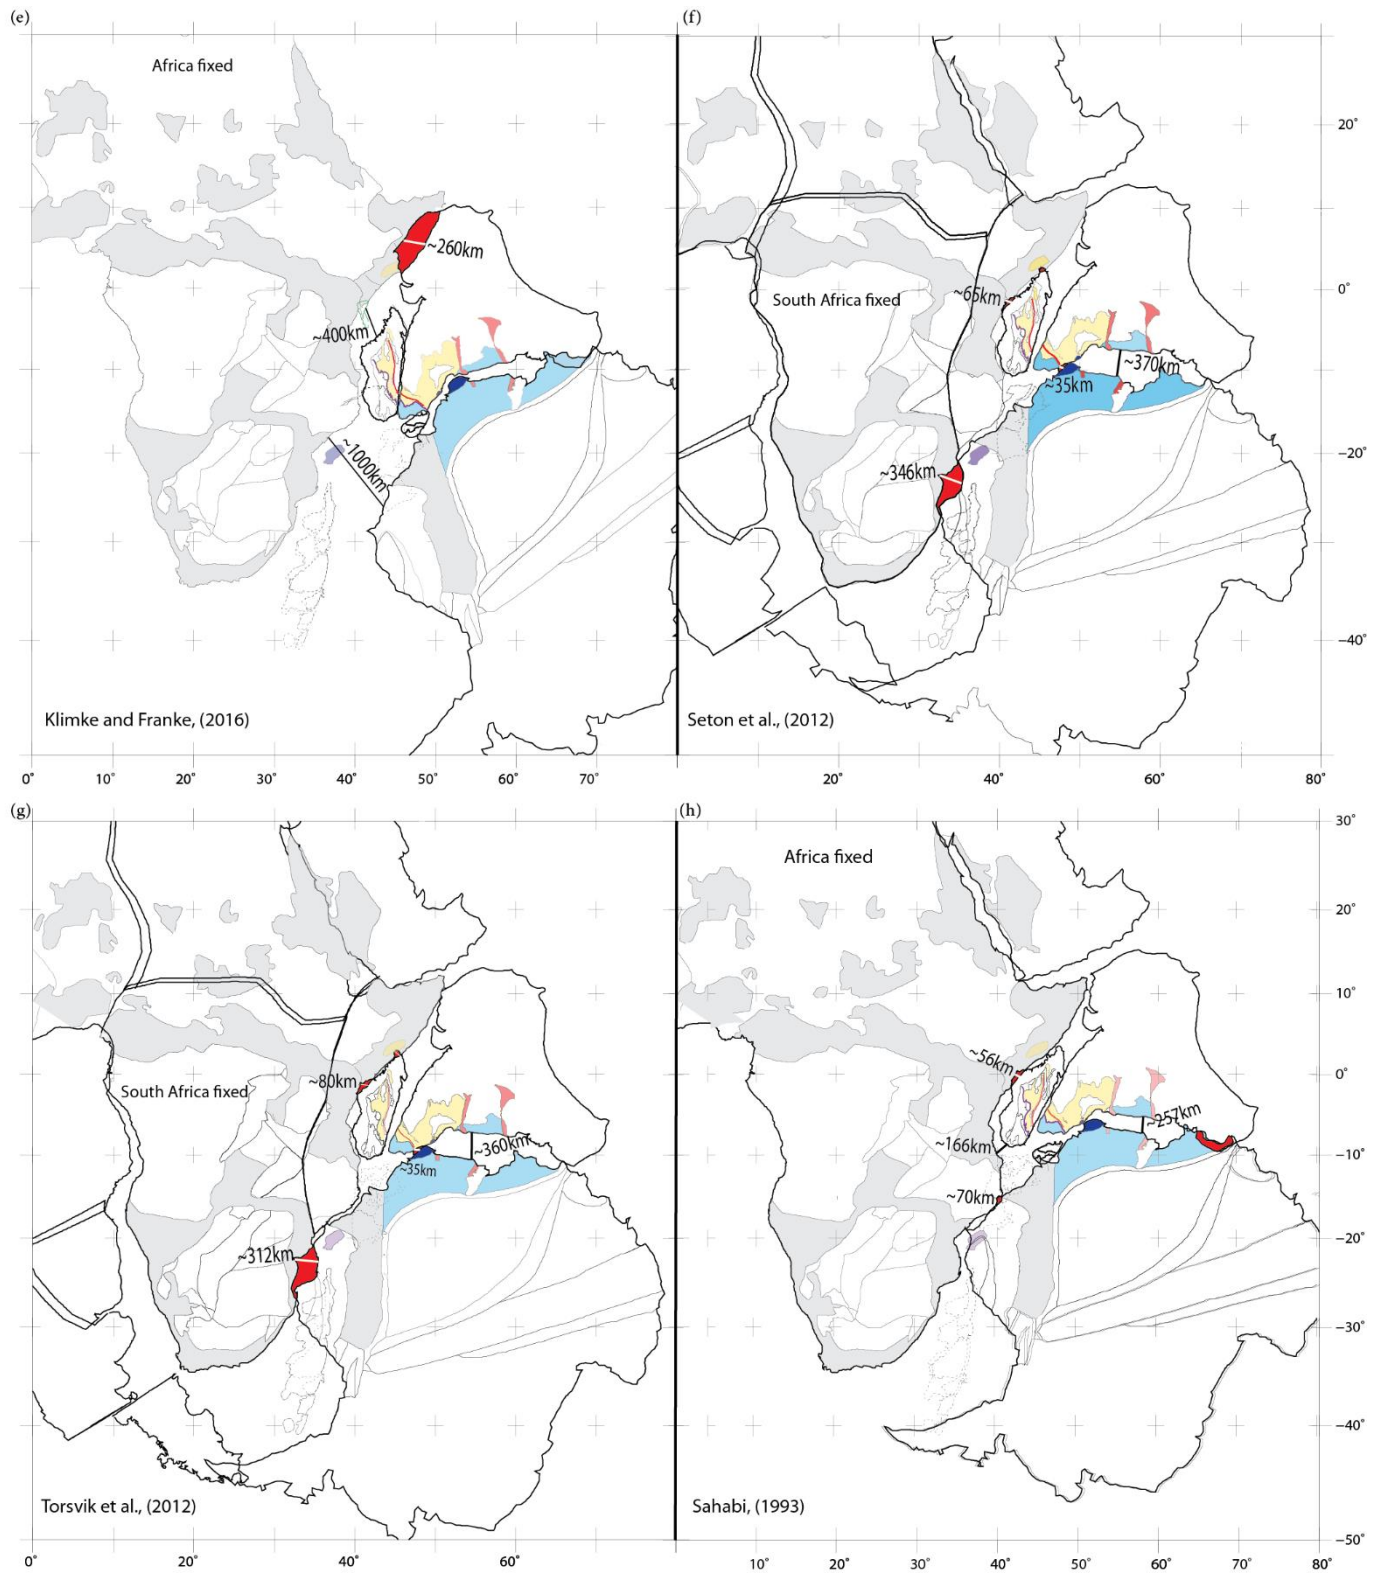 (e)
Africa fixed
~260km
~400km
~1000km
Klimke and Franke, (2016)
0°
10°
20°
30°
40°
50°
60°
70°
(f)
20°
0°
−20°
−40°
~65km
South Africa fixed
~370km
~35km
~346km
Seton et al., (2012)
20°
40°
60°
80°
(g)
~80km
South Africa fixed
~360km
~35km
~312km
Torsvik et al., (2012)
0°
20°
40°
60°
(h)
Africa fixed
30°
20°
10°
0°
−10°
−20°
−30°
−40°
−50°
~56km
~257km
~166km
~70km
Sahabi, (1993)
10°
20°
30°
40°
50°
60°
70°
80°